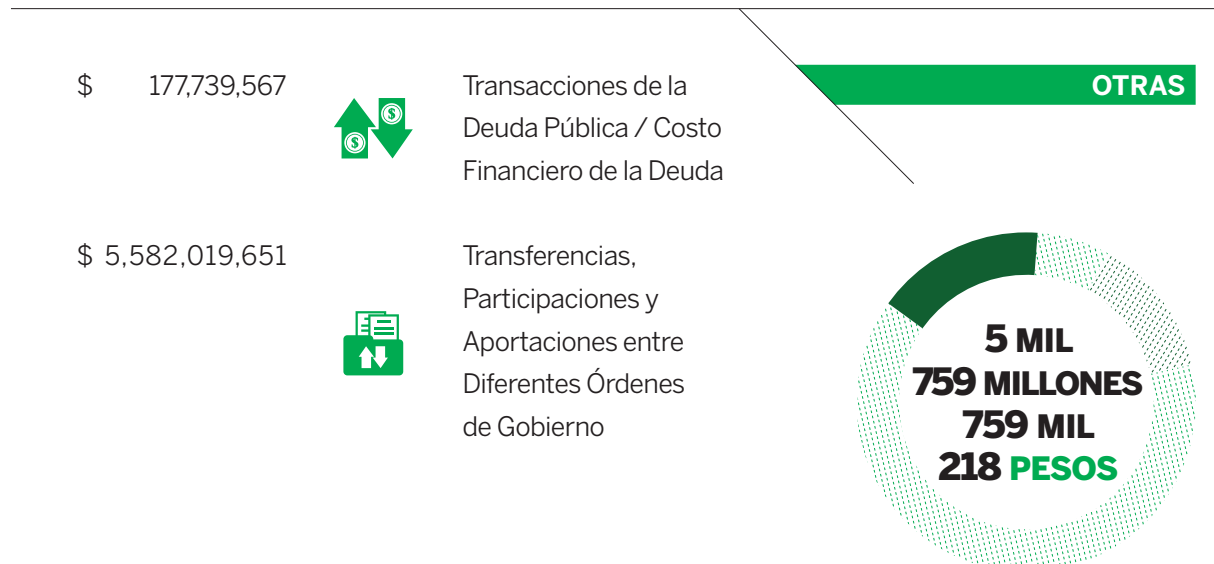 $ 177,739,567
Transacciones de la
Deuda Pública / Costo
Financiero de la Deuda
OTRAS
$ 5,582,019,651
Transferencias,
Participaciones y
Aportaciones entre
Diferentes Órdenes
de Gobierno
5 MIL
759 MILLONES
759 MIL
218 PESOS